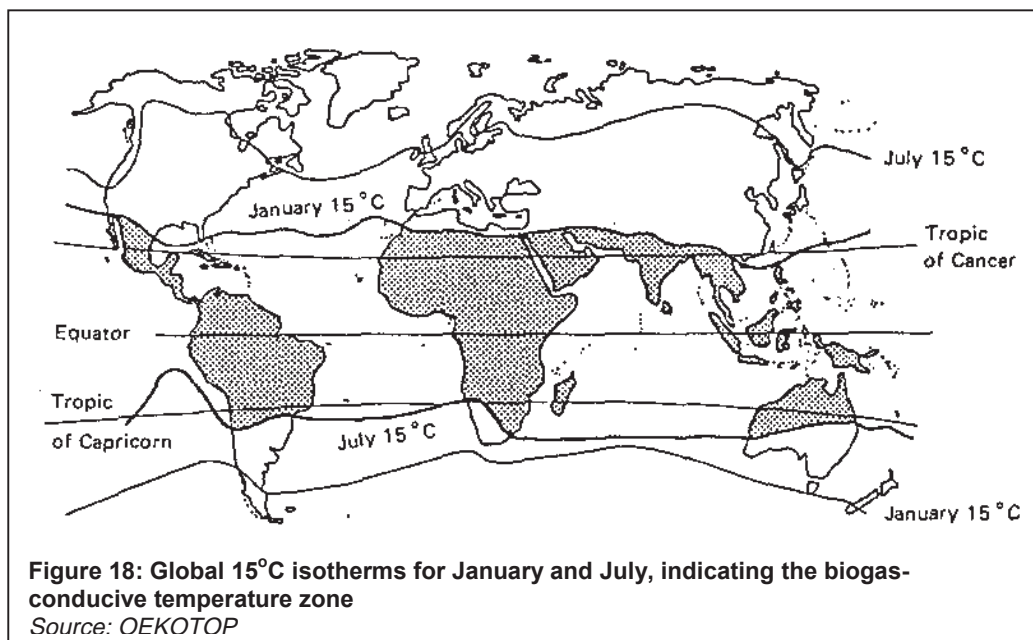 July 15°C
January 15°C
Tropic
of Cancer
Equator
Tropic
of Capricorn
July 15°C
January 15°C
Figure 18: Global 15°C isotherms for January and July, indicating the biogas-
conducive temperature zone
Source: OEKOTOP